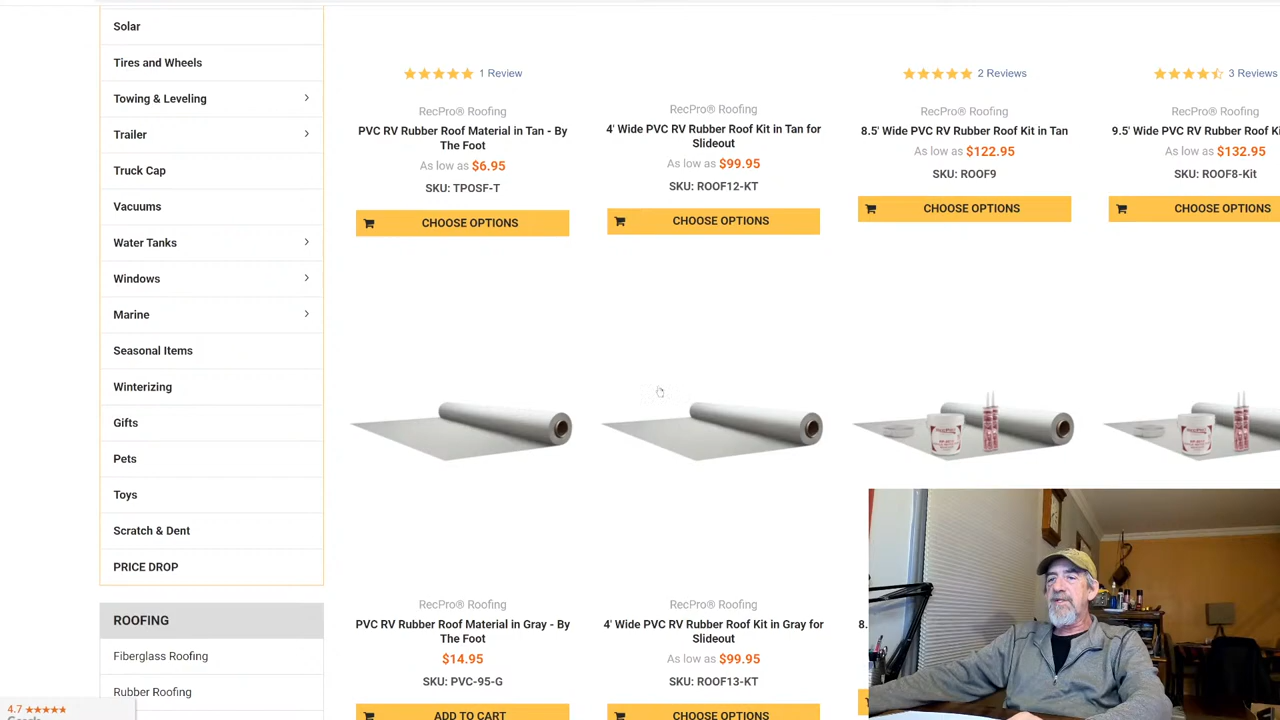 Solar
Tires and Wheels
Towing & Leveling
Trailer
Truck Cap
Vacuums
Water Tanks
Windows
Marine
Seasonal Items
Winterizing
Gifts
Pets
Toys
Scratch & Dent
PRICE DROP
ROOFING
Fiberglass Roofing
Rubber Roofing
4.7
1 Review
RecPro® Roofing
PVC RV Rubber Roof Material in Tan - By
The Foot
As low as $6.95
SKU: TPOSF-T
CHOOSE OPTIONS
RecPro® Roofing
4' Wide PVC RV Rubber Roof Kit in Tan for
Slideout
As low as $99.95
SKU: ROOF12-KT
CHOOSE OPTIONS
2 Reviews
RecPro® Roofing
8.5' Wide PVC RV Rubber Roof Kit in Tan
As low as $122.95
SKU: ROOF9
CHOOSE OPTIONS
3 Reviews
RecPro® Roofing
9.5' Wide PVC RV Rubber Roof
As low as $132.95
SKU: ROOF8-Kit
CHOOSE OPTIONS
RecPro® Roofing
PVC RV Rubber Roof Material in Gray - By
The Foot
$14.95
SKU: PVC-95-G
ADD TO CART
RecPro® Roofing
4' Wide PVC RV Rubber Roof Kit in Gray for
Slideout
As low as $99.95
SKU: ROOF13-KT
CHOOSE OPTIONS